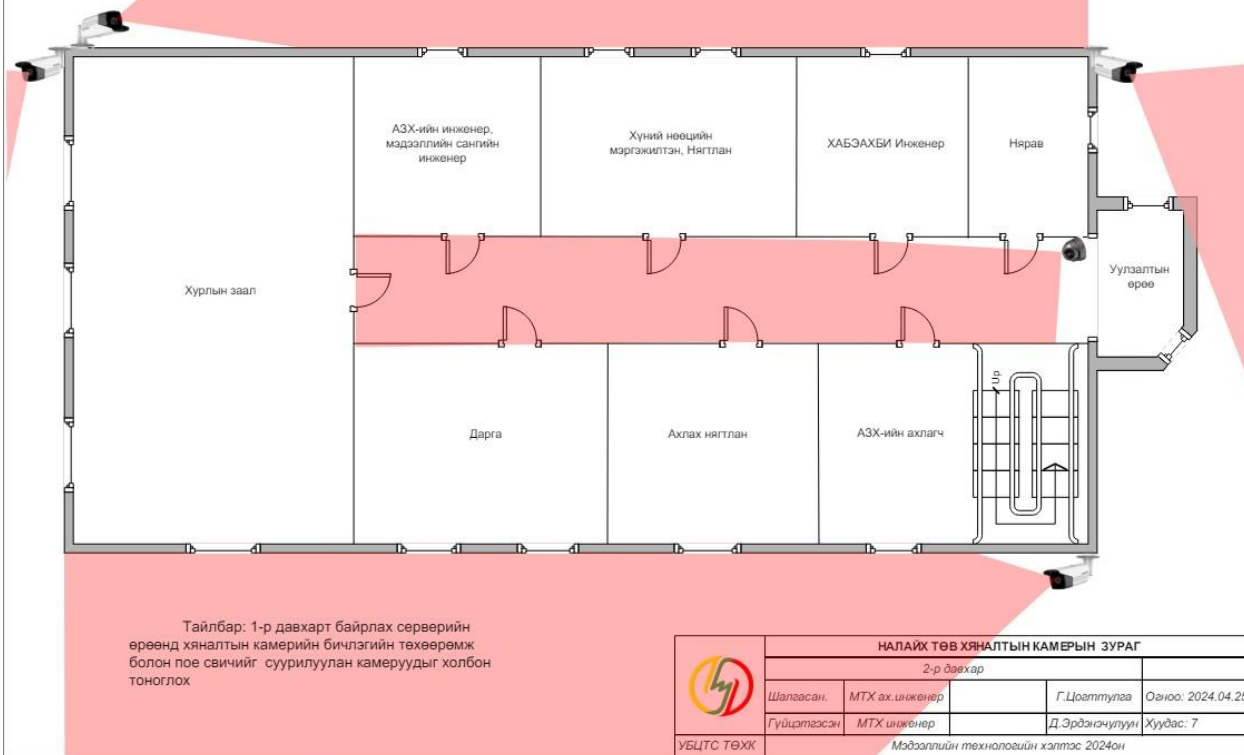 АЗХ-ийн инженер,
мэдээллийн сангийн
инженер
Хүний нөөцийн
мэргэжилтэн, Нягтлан
ХАБЭАХБИ Инженер
Нярав
Хурлын заал
Уулзалтын
өрөө
Up
Дарга
Ахлах нягтлан
АЗХ-ийн ахлагч
Тайлбар: 1-р давхарт байрлах серверийн
өрөөнд хяналтын камерийн бичлэгийн төхөөрөмж
болон пое свичийг суурилуулан камеруудыг холбон
тоноглох
НАЛАЙХ ТӨВ ХЯНАЛТЫН КАМЕРЫН ЗУРАГ
2-р давхар
Шалгасан. МТХ ах.инженер Г.Цогттулга Огноо: 2024.04.25
Гүйцэтгэсэн МТХ инженер Д.Эрдэнэчулуун Хуудас: 7
УБЦТС ТӨХК Мэдээллийн технологийн хэлтэс 2024он